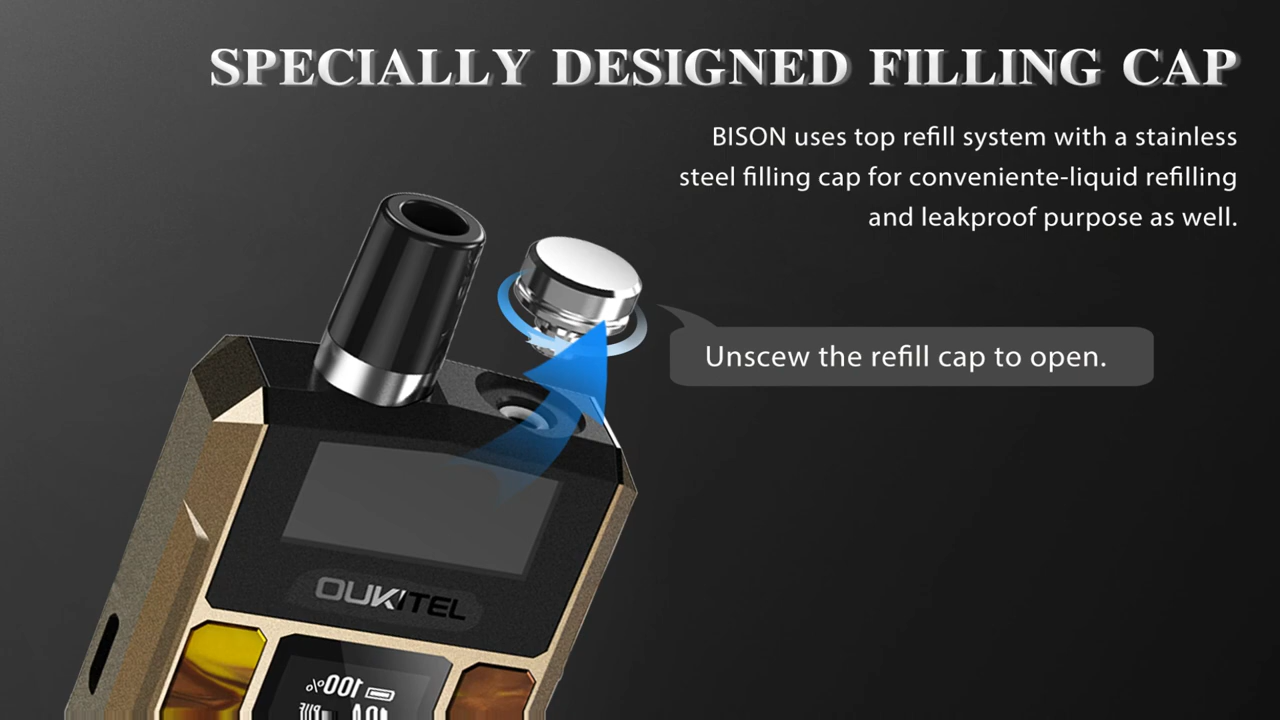 SPECIALLY DESIGNED FILLING CAP
BISON uses top refill system with a stainless
steel filling cap for conveniente-liquid refilling
and leakproof purpose as well.
Unscew the refill cap to open.
OUKITEL
100%